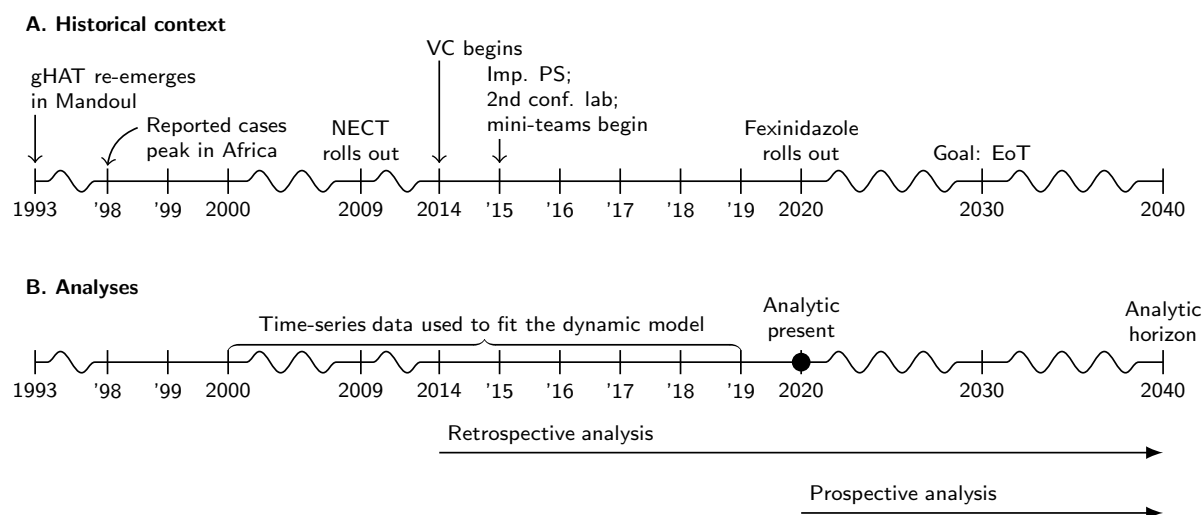 A. Historical context
VC begins
gHAT re-emerges
in Mandoul
Imp. PS;
2nd conf. lab;
mini-teams begin
Reported cases
peak in Africa
NECT
rolls out
Fexinidazole
rolls out
Goal: EoT
1993 '98 '99 2000 2009 2014 '15 '16 '17 '18 '19 2020 2030 2040
B. Analyses
Time-series data used to fit the dynamic model
Analytic
present
Analytic
horizon
1993 '98 '99 2000 2009 2014 '15 '16 '17 '18 '19 2020 2030 2040
Retrospective analysis
Prospective analysis